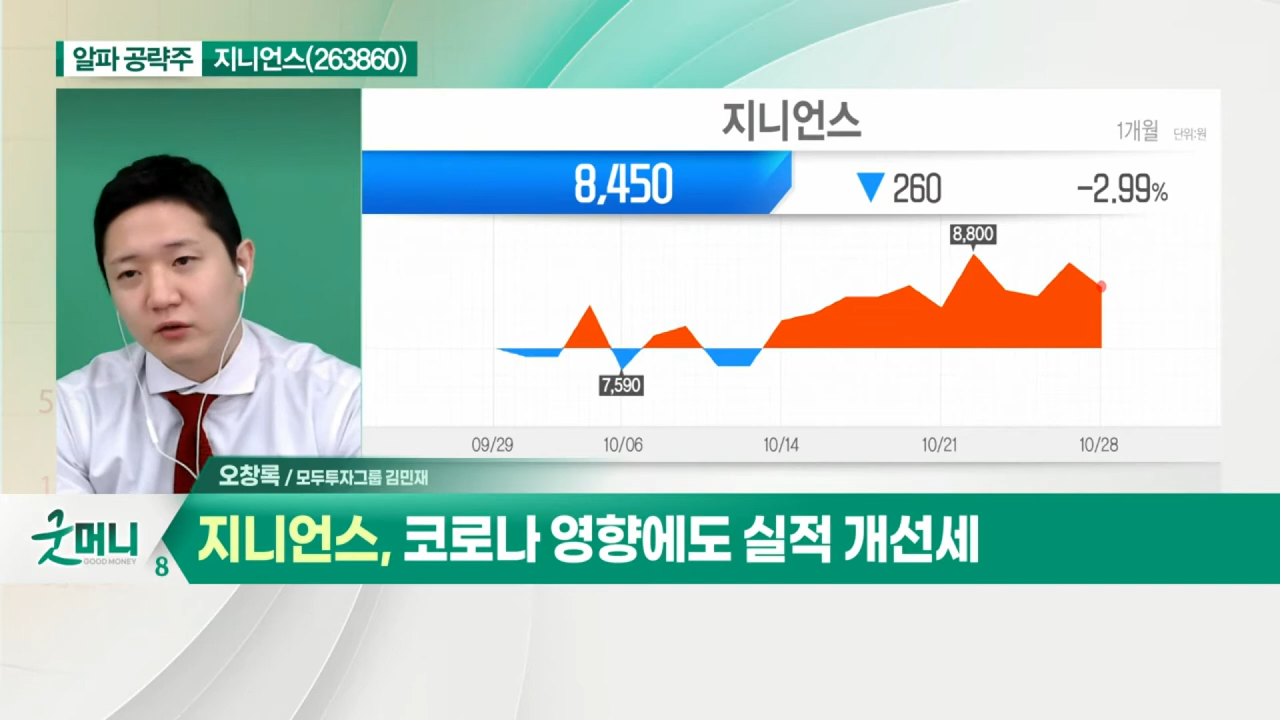 알파 공략주 지니언스(263860)
지니언스
1개월 단위:원
8,450 ▼260 -2.99%
8,800
7,590
09/29 10/06 10/14 10/21 10/28
오창록 / 모두투자그룹 김민재
굿머니
GOOD MONEY
8
지니언스, 코로나 영향에도 실적 개선세
5
1